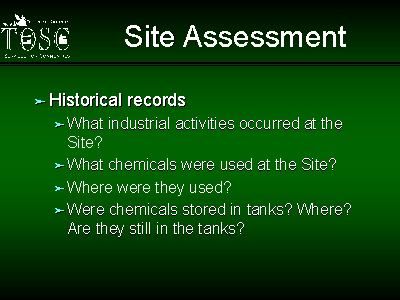 TOSC
Site Assessment
Historical records
What industrial activities occurred at the
Site?
What chemicals were used at the Site?
Where were they used?
Were chemicals stored in tanks? Where?
Are they still in the tanks?